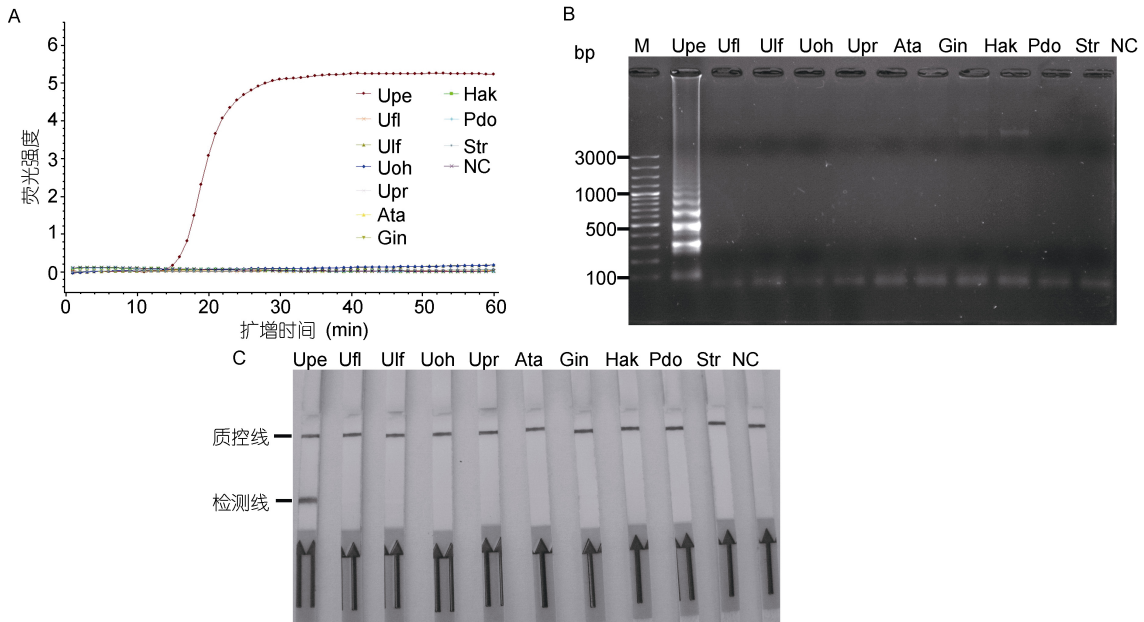 A
荧光强度
6
5
4
3
2
1
0
0 10 20 30 40 50 60
扩增时间 (min)
Upe
Ufl
Ulf
Uoh
Upr
Ata
Gin
Hak
Pdo
Str
NC
B
bp M Upe Ufl Ulf Uoh Upr Ata Gin Hak Pdo Str NC
3000
1000
500
100
C
Upe Ufl Ulf Uoh Upr Ata Gin Hak Pdo Str NC
质控线
检测线